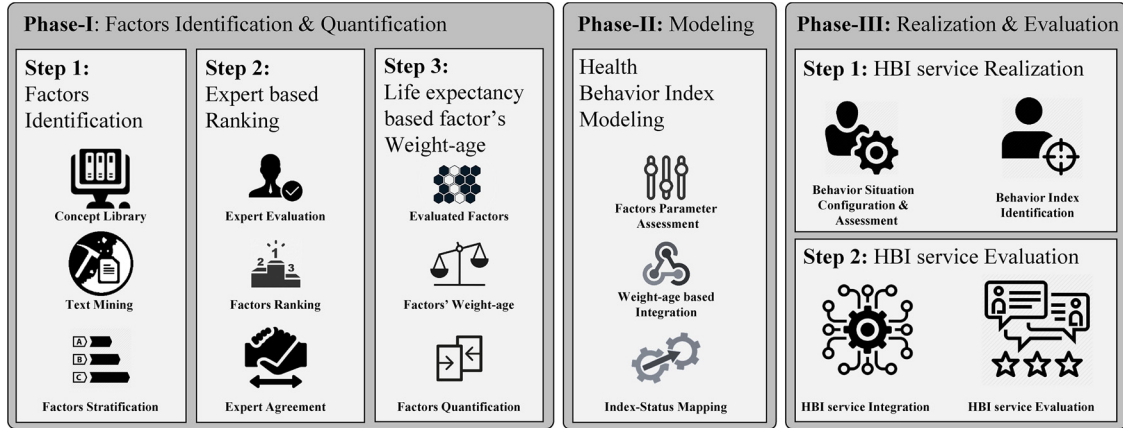 Phase-I: Factors Identification & Quantification
Step 1:
Factors
Identification
Concept Library
Text Mining
A
B
C
Factors Stratification
Step 2:
Expert based
Ranking
Expert Evaluation
1
2
3
Factors Ranking
Expert Agreement
Step 3:
Life expectancy
based factor's
Weight-age
Evaluated Factors
Factors' Weight-age
Factors Quantification
Phase-II: Modeling
Health
Behavior Index
Modeling
Factors Parameter
Assessment
Weight-age based
Integration
Index-Status Mapping
Phase-III: Realization & Evaluation
Step 1: HBI service Realization
Behavior Situation
Configuration &
Assessment
Behavior Index
Identification
Step 2: HBI service Evaluation
HBI service Integration
HBI service Evaluation